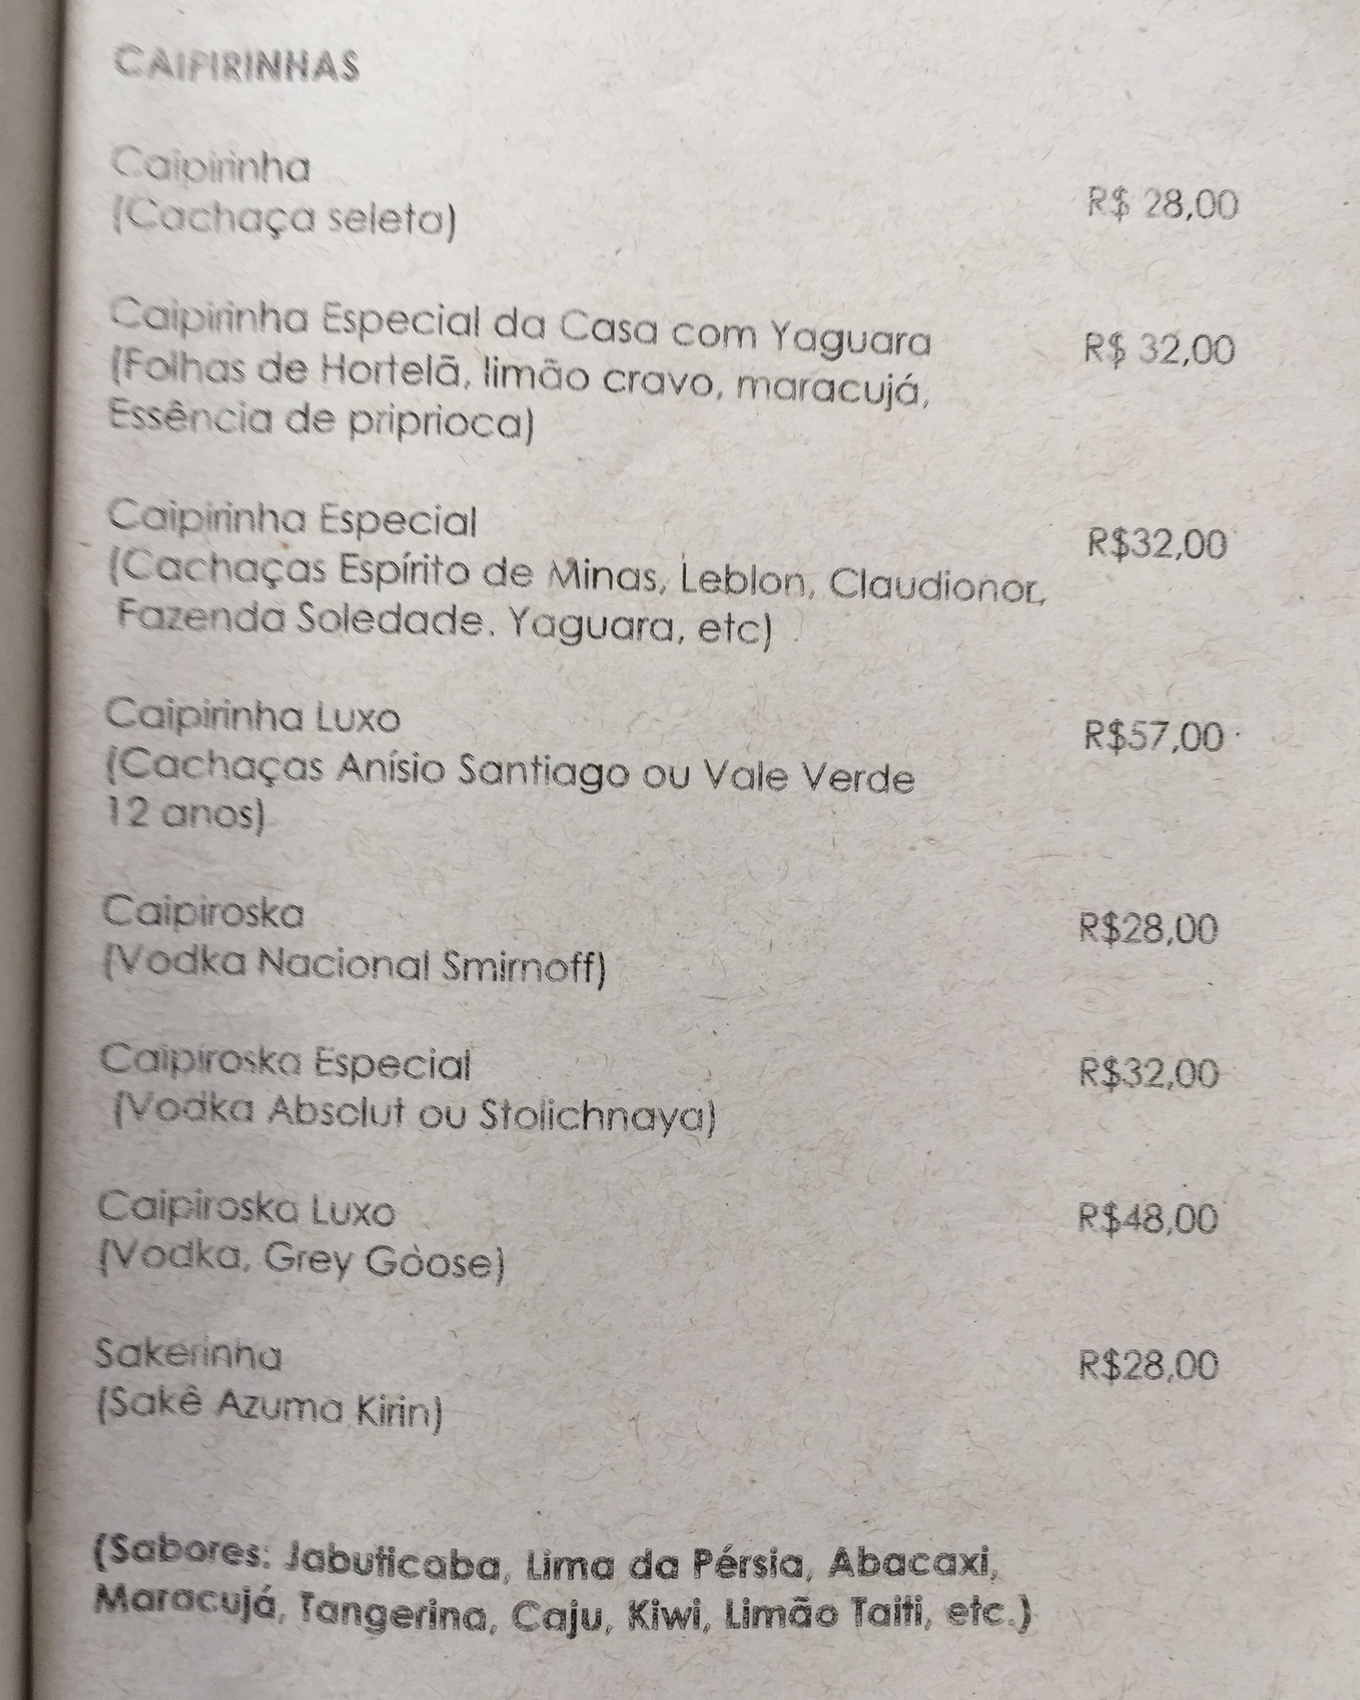 CAIPIRINHAS
Caipirinha
(Cachaça seleta)
R$ 28,00
Caipirinha Especial da Casa com Yaguara
(Folhas de Hortelã, limão cravo, maracujá,
Essência de priprioca)
R$ 32,00
Caipirinha Especial
(Cachaças Espírito de Minas, Leblon, Claudionor,
Fazenda Soledade. Yaguara, etc)
R$32,00
Caipirinha Luxo
(Cachaças Anísio Santiago ou Vale Verde
12 anos)
R$57,00
Caipiroska
(Vodka Nacional Smirnoff)
R$28,00
Caipiroska Especial
(Vodka Absolut ou Stolichnaya)
R$32,00
Caipiroska Luxo
(Vodka, Grey Goose)
R$48,00
Sakerinha
(Sakê Azuma Kirin)
R$28,00
(Sabores: Jabuticaba, Lima da Pérsia, Abacaxi,
Maracujá, Tangerina, Caju, Kiwi, Limão Taiti, etc.)